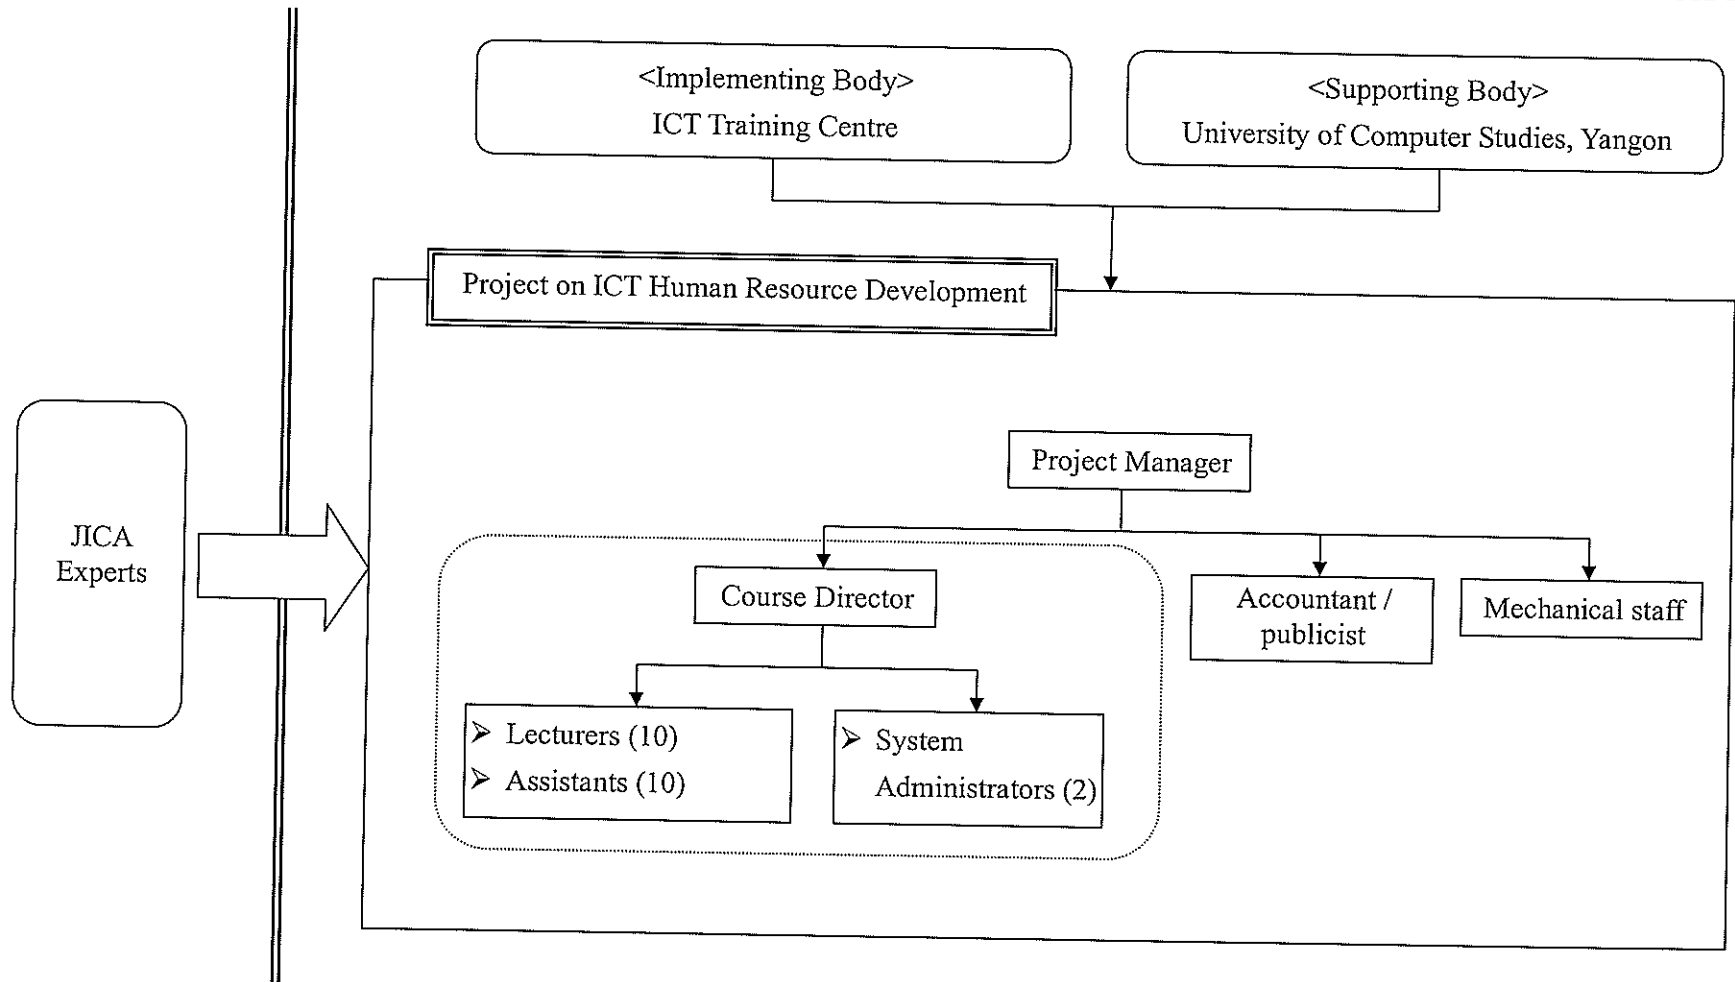 <Implementing Body>
ICT Training Centre
<Supporting Body>
University of Computer Studies, Yangon
Project on ICT Human Resource Development
JICA
Experts
Project Manager
Course Director
Accountant /
publicist
Mechanical staff
➢ Lecturers (10)
➢ Assistants (10)
➢ System
Administrators (2)